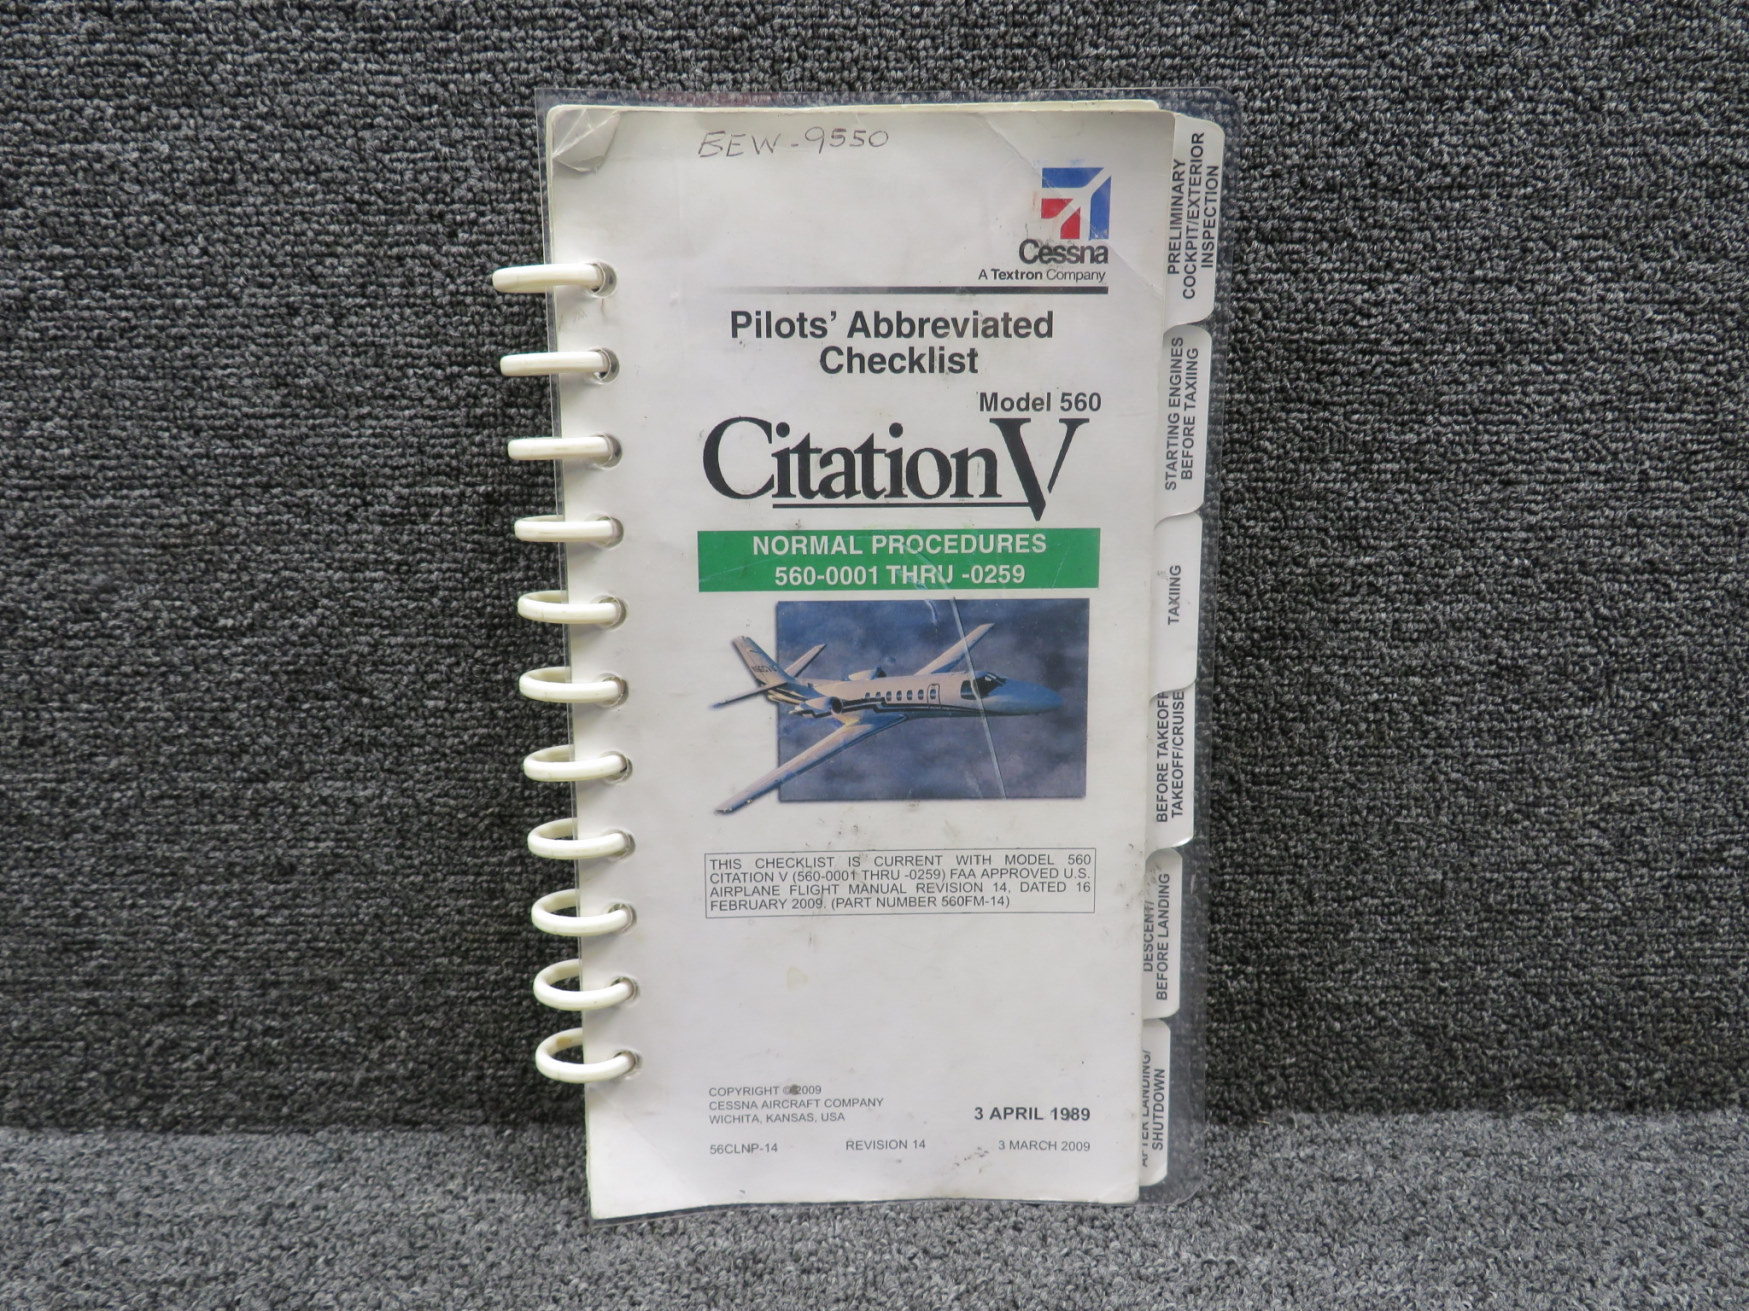 BEW-9550
Cessna
A Textron Company
Pilots' Abbreviated
Checklist
Model 560
Citation V
NORMAL PROCEDURES
560-0001 THRU -0259
THIS CHECKLIST IS CURRENT WITH MODEL 560
CITATION V (560-0001 THRU -0259) FAA APPROVED U.S.
AIRPLANE FLIGHT MANUAL REVISION 14, DATED 16
FEBRUARY 2009. (PART NUMBER 560FM-14)
COPYRIGHT © 2009
CESSNA AIRCRAFT COMPANY
WICHITA, KANSAS, USA
3 APRIL 1989
56CLNP-14 REVISION 14 3 MARCH 2009
PRELIMINARY
COCKPIT/EXTERIOR
INSPECTION
STARTING ENGINES
BEFORE TAXIING
TAXIING
BEFORE TAKEOFF
TAKEOFF/CRUISE
DESCENT/
BEFORE LANDING
AFTER LANDING/
SHUTDOWN